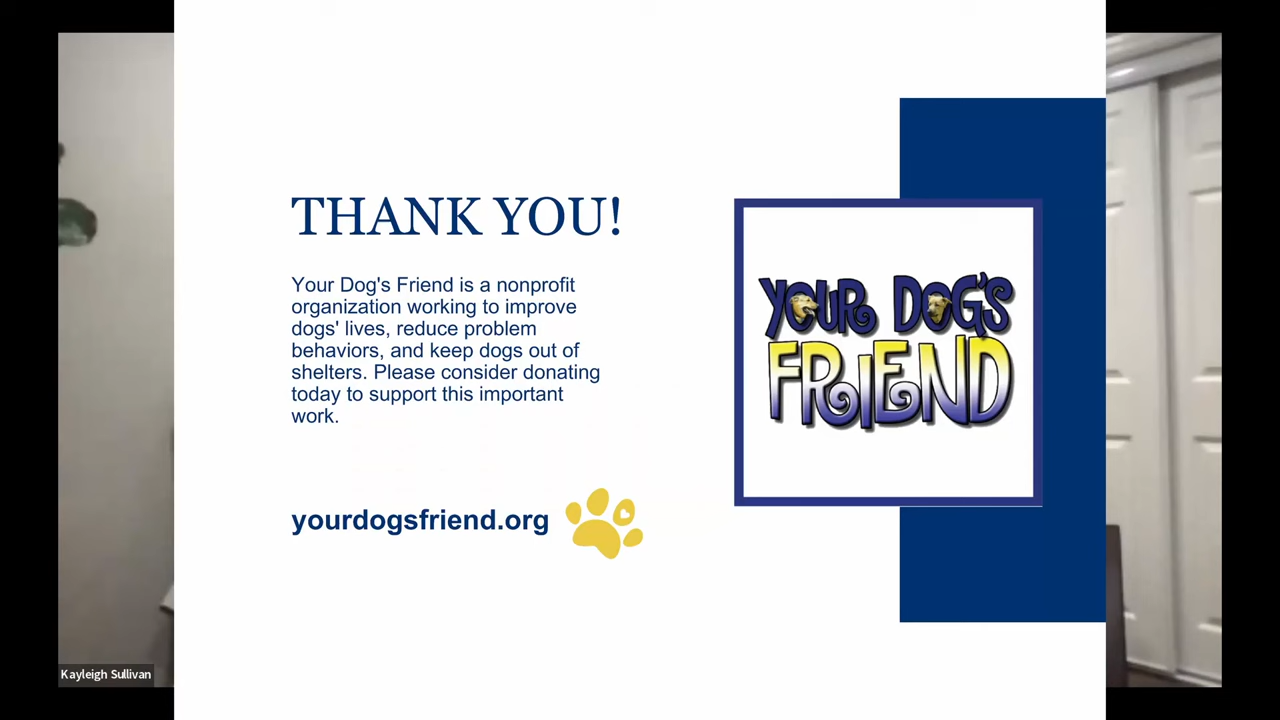 THANK YOU!
Your Dog's Friend is a nonprofit
organization working to improve
dogs' lives, reduce problem
behaviors, and keep dogs out of
shelters. Please consider donating
today to support this important
work.
yourdogsfriend.org
YOUR DOG'S
FRIEND
Kayleigh Sullivan